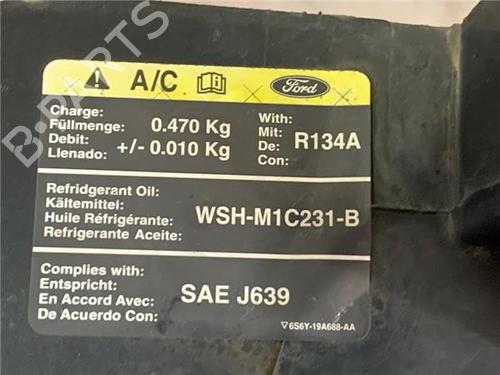 A/C Ford
Charge: With:
Füllmenge: 0.470 Kg Mit: R134A
Debit: +/- 0.010 Kg De:
Llenado: Con:
Refridgerant Oil:
Kältemittel: WSH-M1C231-B
Huile Réfrigérante:
Refrigerante Aceite:
Complies with:
Entspricht: SAE J639
En Accord Avec:
De Acuerdo Con:
6S6Y-19A688-AA
B-PARTS